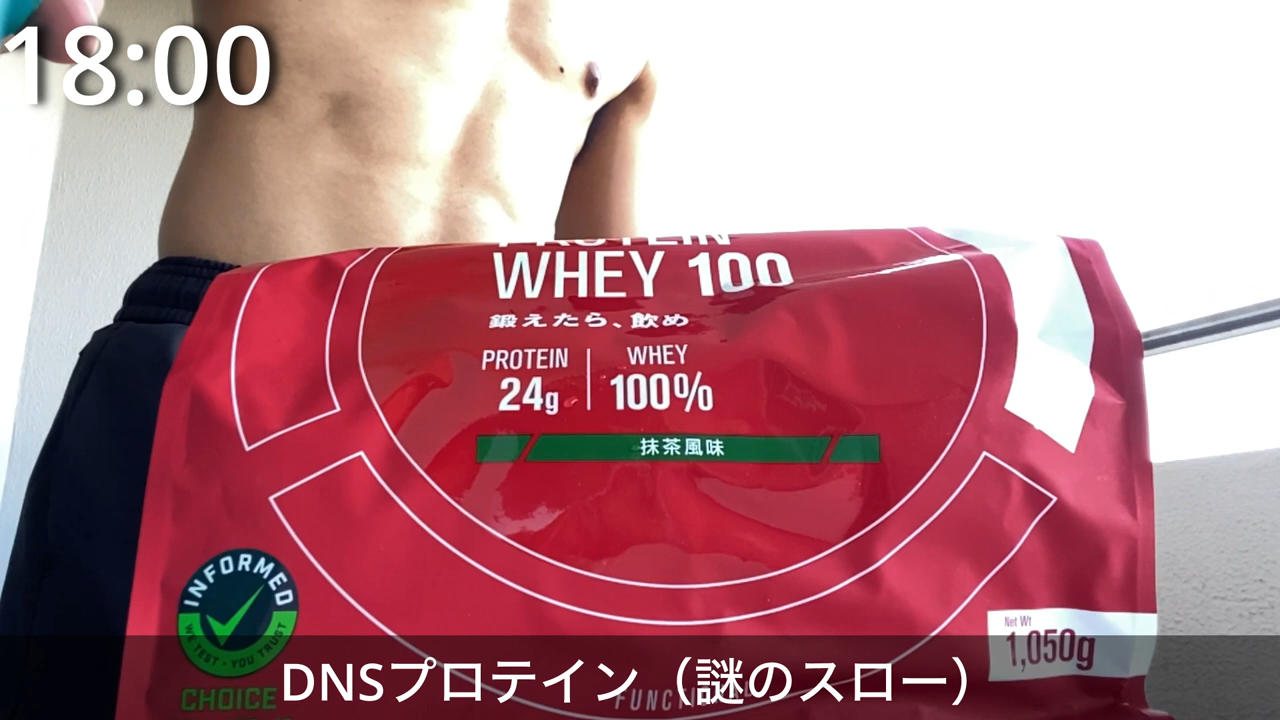 18:00
PROTEIN
WHEY 100
鍛えたら、飲め
PROTEIN
24g
WHEY
100%
抹茶風味
INFORMED
WE TEST · YOU TRUST
CHOICE
Net Wt
1,050g
DNSプロテイン（謎のスロー）